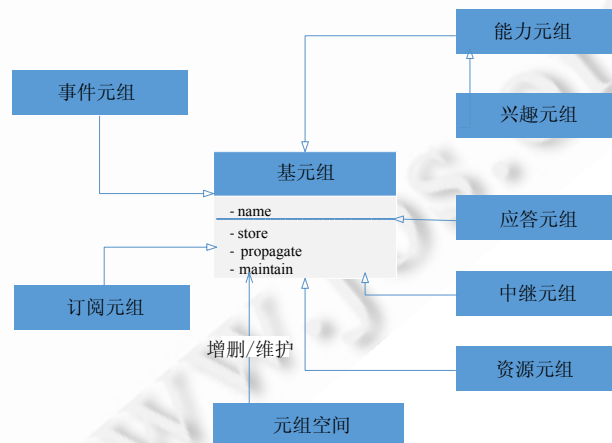 能力元组
事件元组
兴趣元组
基元组
- name
- store
- propagate
- maintain
应答元组
订阅元组
中继元组
增删/维护
资源元组
元组空间